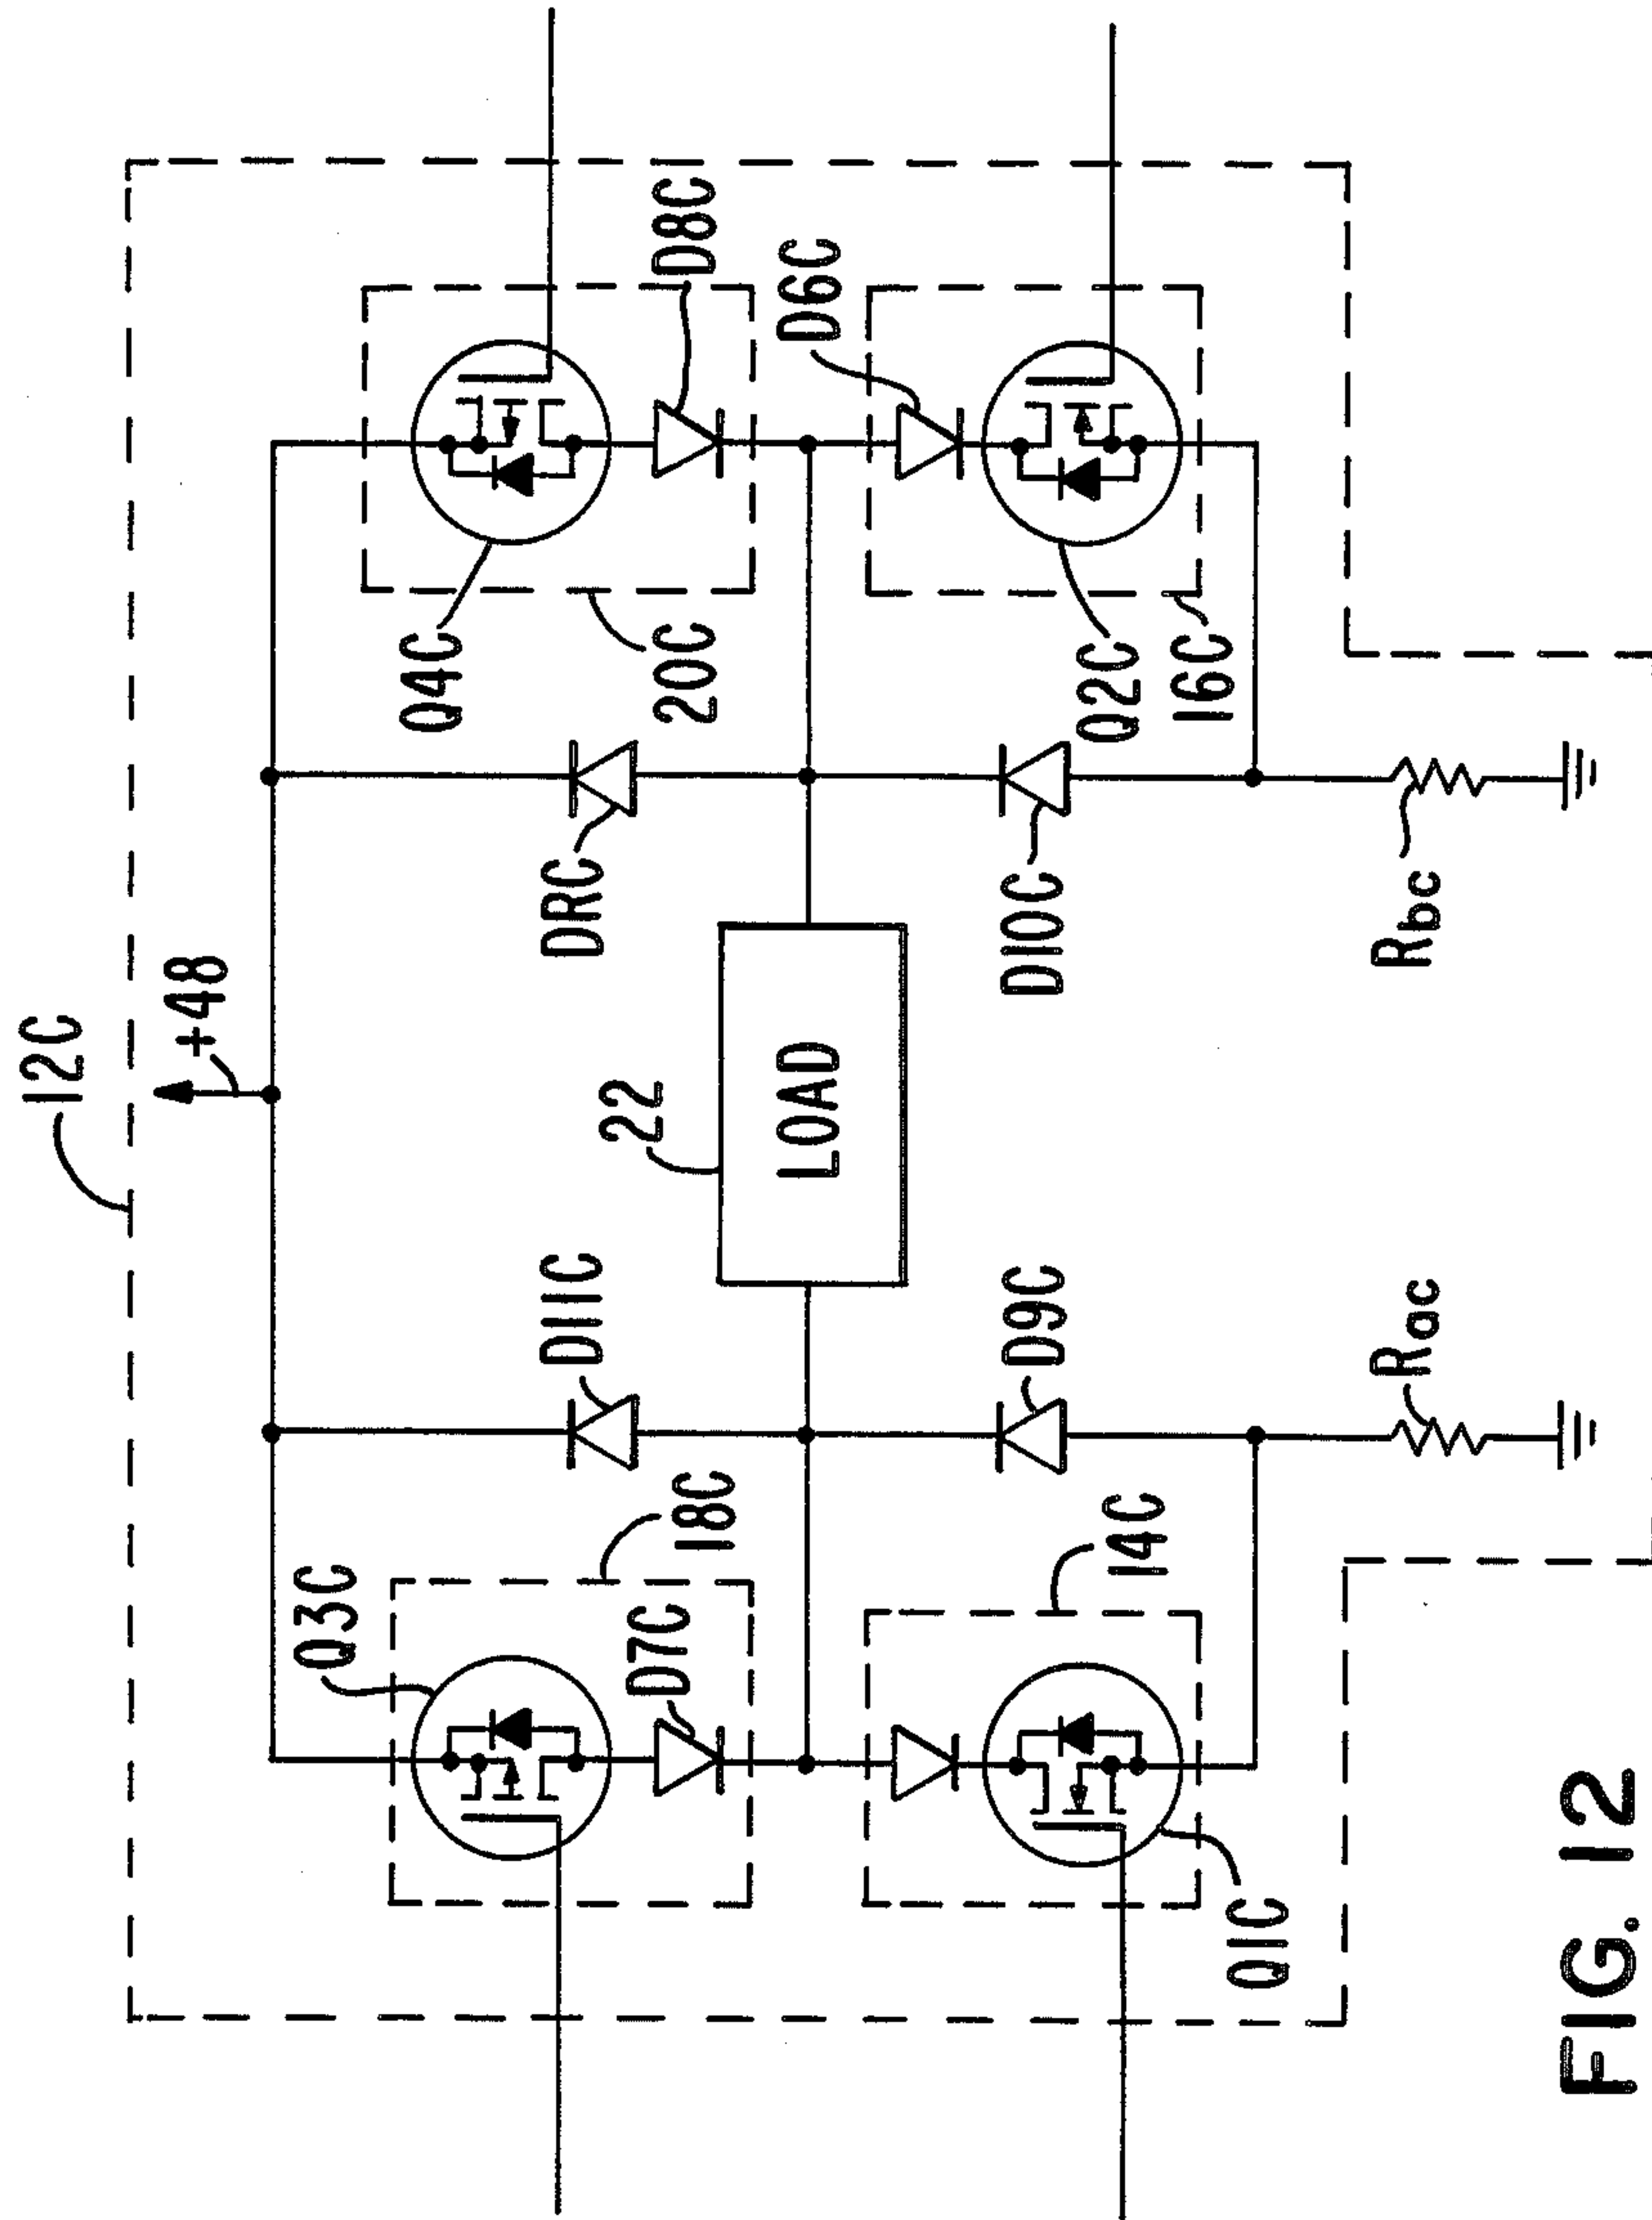 12C
+48
Q3C
Q4C
D11C
DRC
22
D7C
18C
20C
D8C
LOAD
D6C
D9C
D10C
14C
Q2C
16C
Q1C
Rac
Rbc
FIG. 12